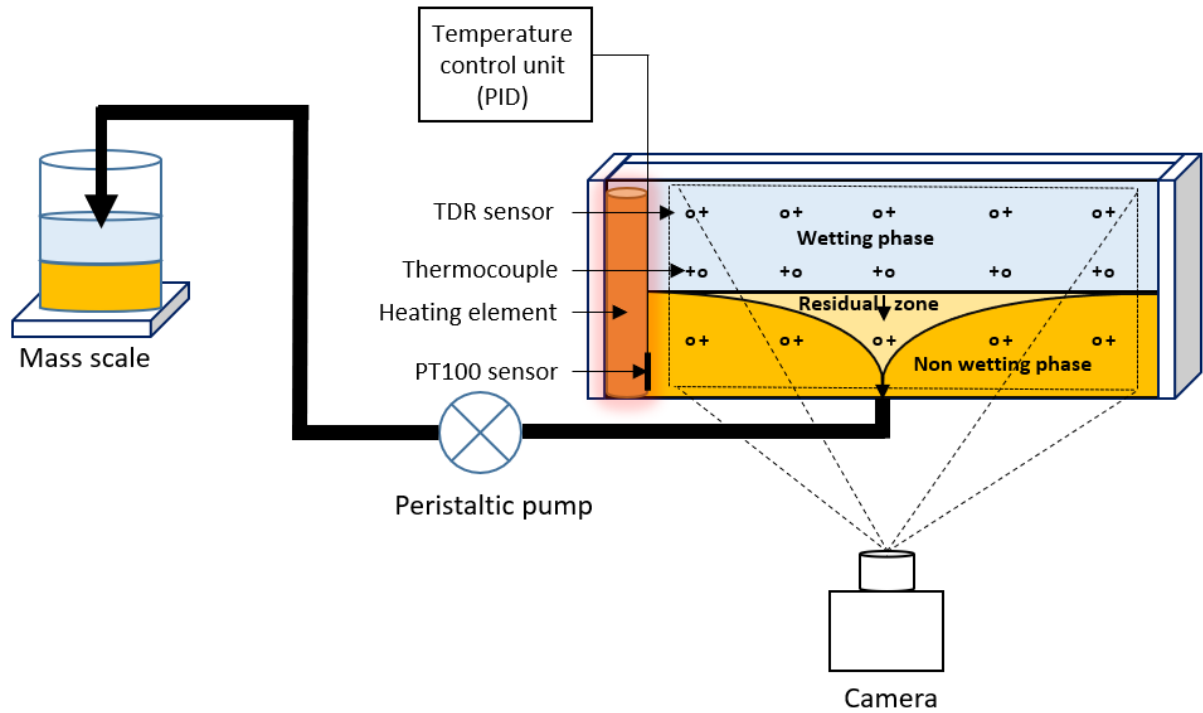 Temperature
control unit
(PID)
TDR sensor
Wetting phase
Thermocouple
Residual zone
Heating element
Mass scale
PT100 sensor
Non wetting phase
Peristaltic pump
Camera